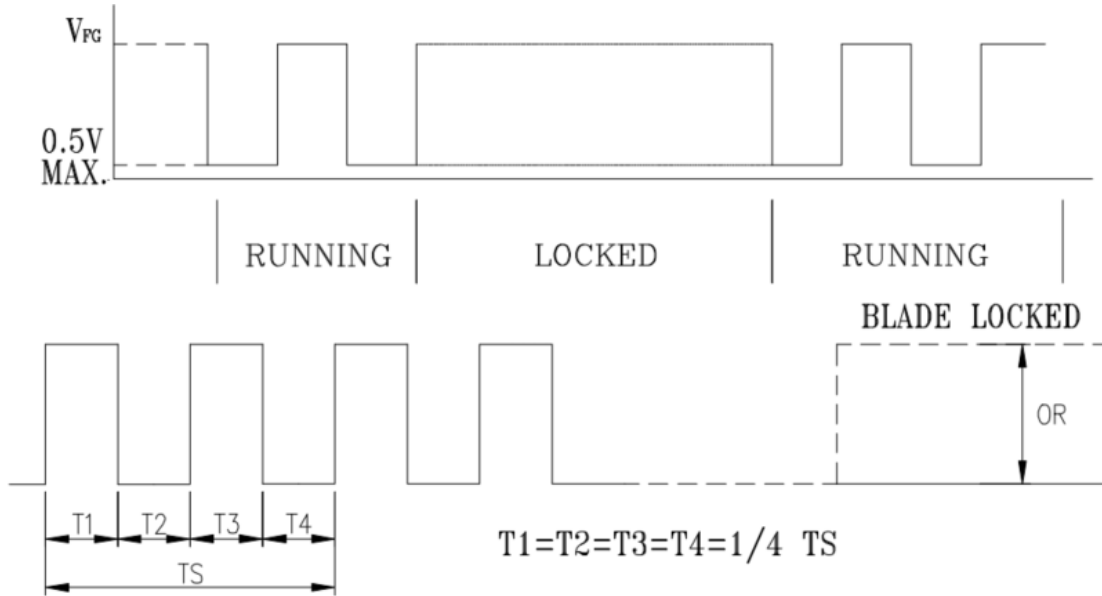 VFG
0.5V
MAX.
RUNNING LOCKED RUNNING
BLADE LOCKED
OR
T1 T2 T3 T4
TS
T1=T2=T3=T4=1/4 TS